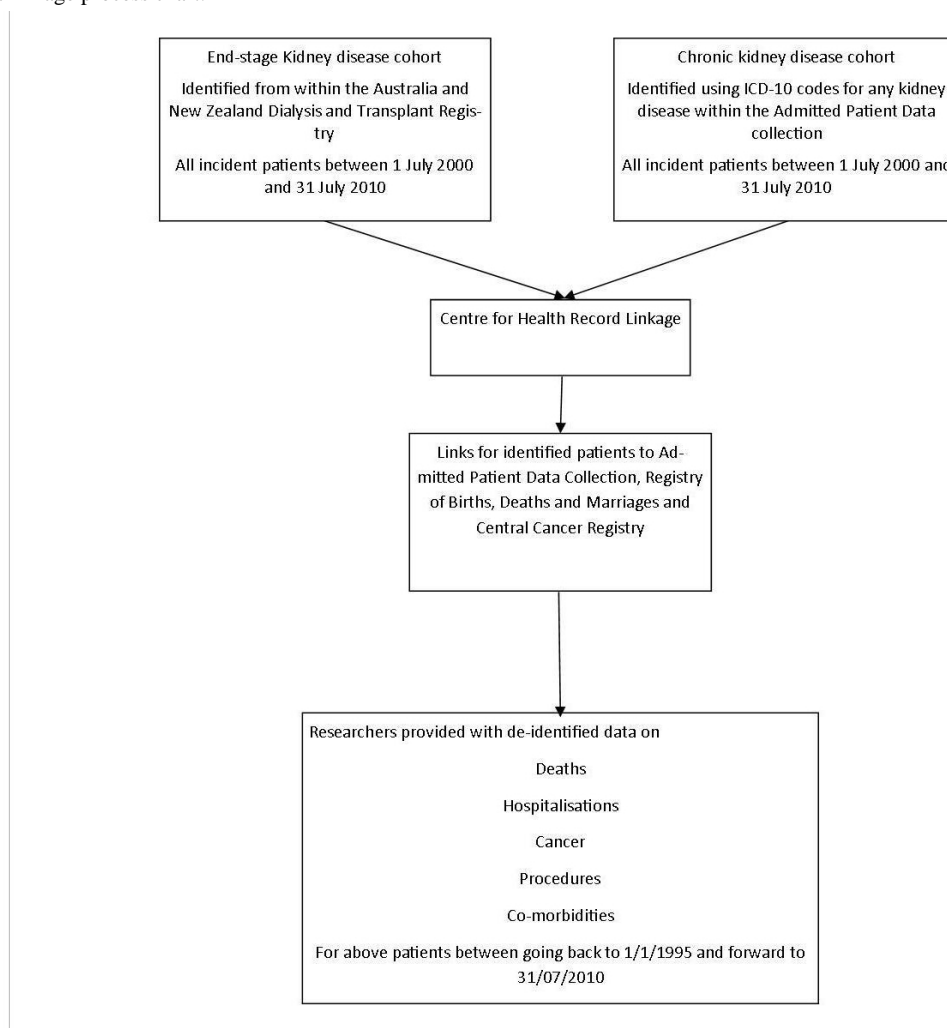 End-stage Kidney disease cohort
Identified from within the Australia and
New Zealand Dialysis and Transplant Regis-
try
All incident patients between 1 July 2000
and 31 July 2010
Chronic kidney disease cohort
Identified using ICD-10 codes for any kidney
disease within the Admitted Patient Data
collection
All incident patients between 1 July 2000 and
31 July 2010
Centre for Health Record Linkage
Links for identified patients to Ad-
mitted Patient Data Collection, Registry
of Births, Deaths and Marriages and
Central Cancer Registry
Researchers provided with de-identified data on
Deaths
Hospitalisations
Cancer
Procedures
Co-morbidities
For above patients between going back to 1/1/1995 and forward to
31/07/2010